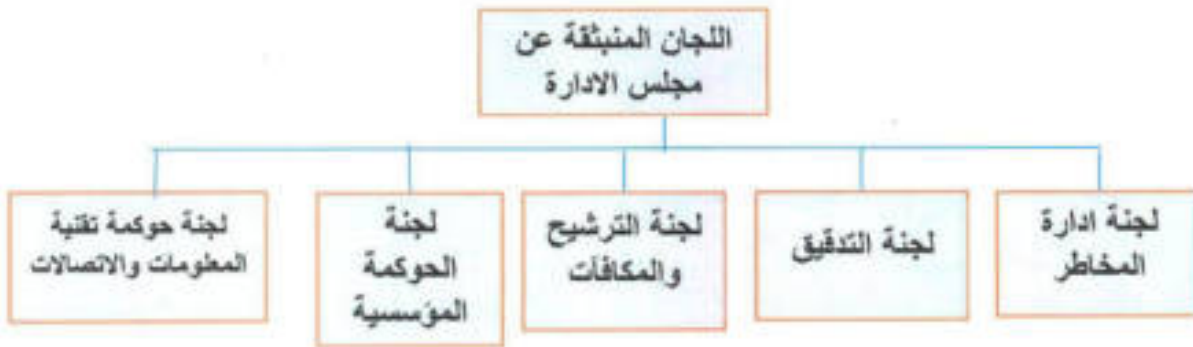 اللجان المنبثقة عن
مجلس الادارة
لجنة ادارة
المخاطر
لجنة التدقيق
لجنة الترشيح
والمكافآت
لجنة
الحوكمة
المؤسسية
لجنة حوكمة تقنية
المعلومات والاتصالات